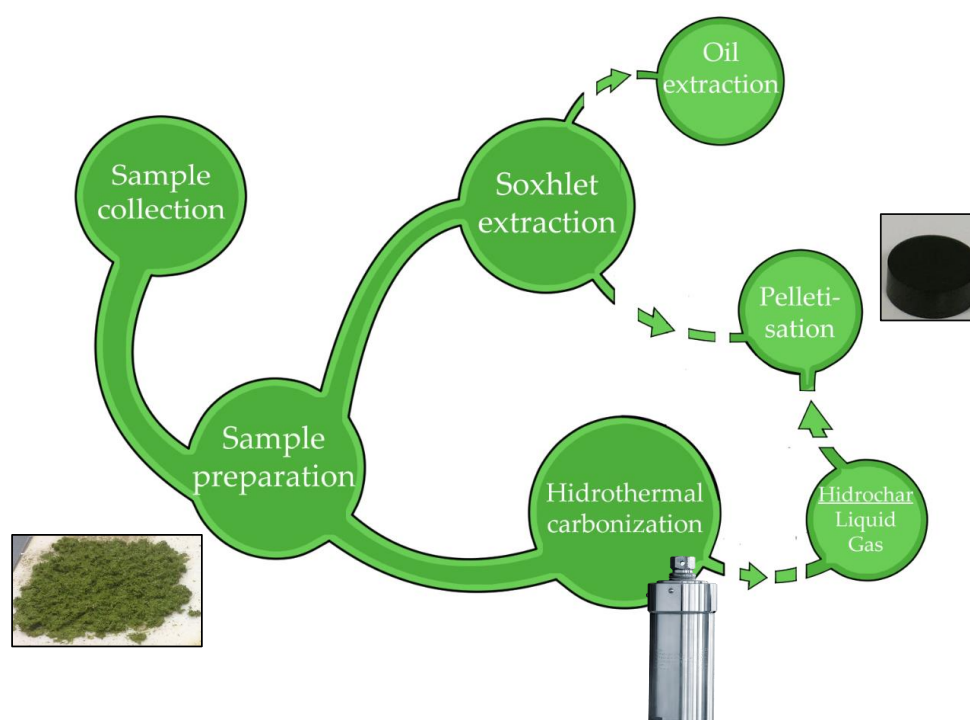 Sample
collection
Sample
preparation
Soxhlet
extraction
Oil
extraction
Pelleti-
sation
Hidrothermal
carbonization
Hidrochar
Liquid
Gas